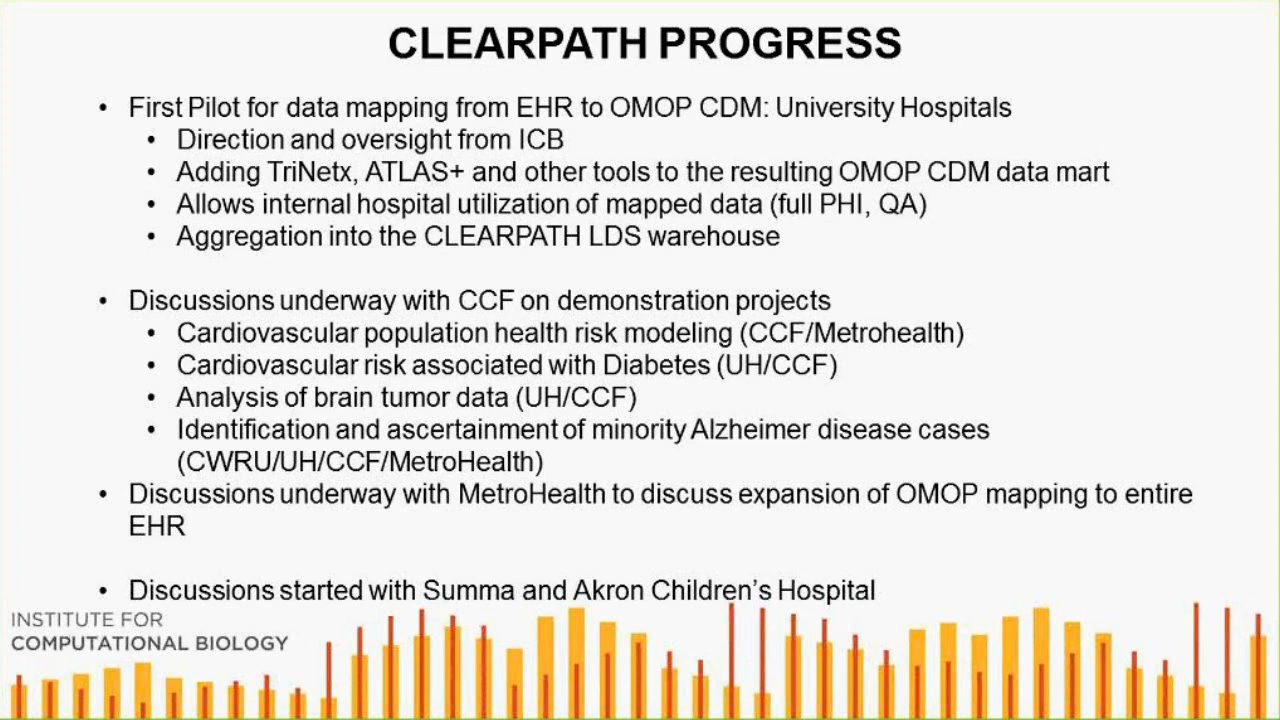 CLEARPATH PROGRESS
• First Pilot for data mapping from EHR to OMOP CDM: University Hospitals
• Direction and oversight from ICB
• Adding TriNetx, ATLAS+ and other tools to the resulting OMOP CDM data mart
• Allows internal hospital utilization of mapped data (full PHI, QA)
• Aggregation into the CLEARPATH LDS warehouse
• Discussions underway with CCF on demonstration projects
• Cardiovascular population health risk modeling (CCF/Metrohealth)
• Cardiovascular risk associated with Diabetes (UH/CCF)
• Analysis of brain tumor data (UH/CCF)
• Identification and ascertainment of minority Alzheimer disease cases
(CWRU/UH/CCF/MetroHealth)
• Discussions underway with MetroHealth to discuss expansion of OMOP mapping to entire
EHR
• Discussions started with Summa and Akron Children's Hospital
INSTITUTE FOR
COMPUTATIONAL BIOLOGY